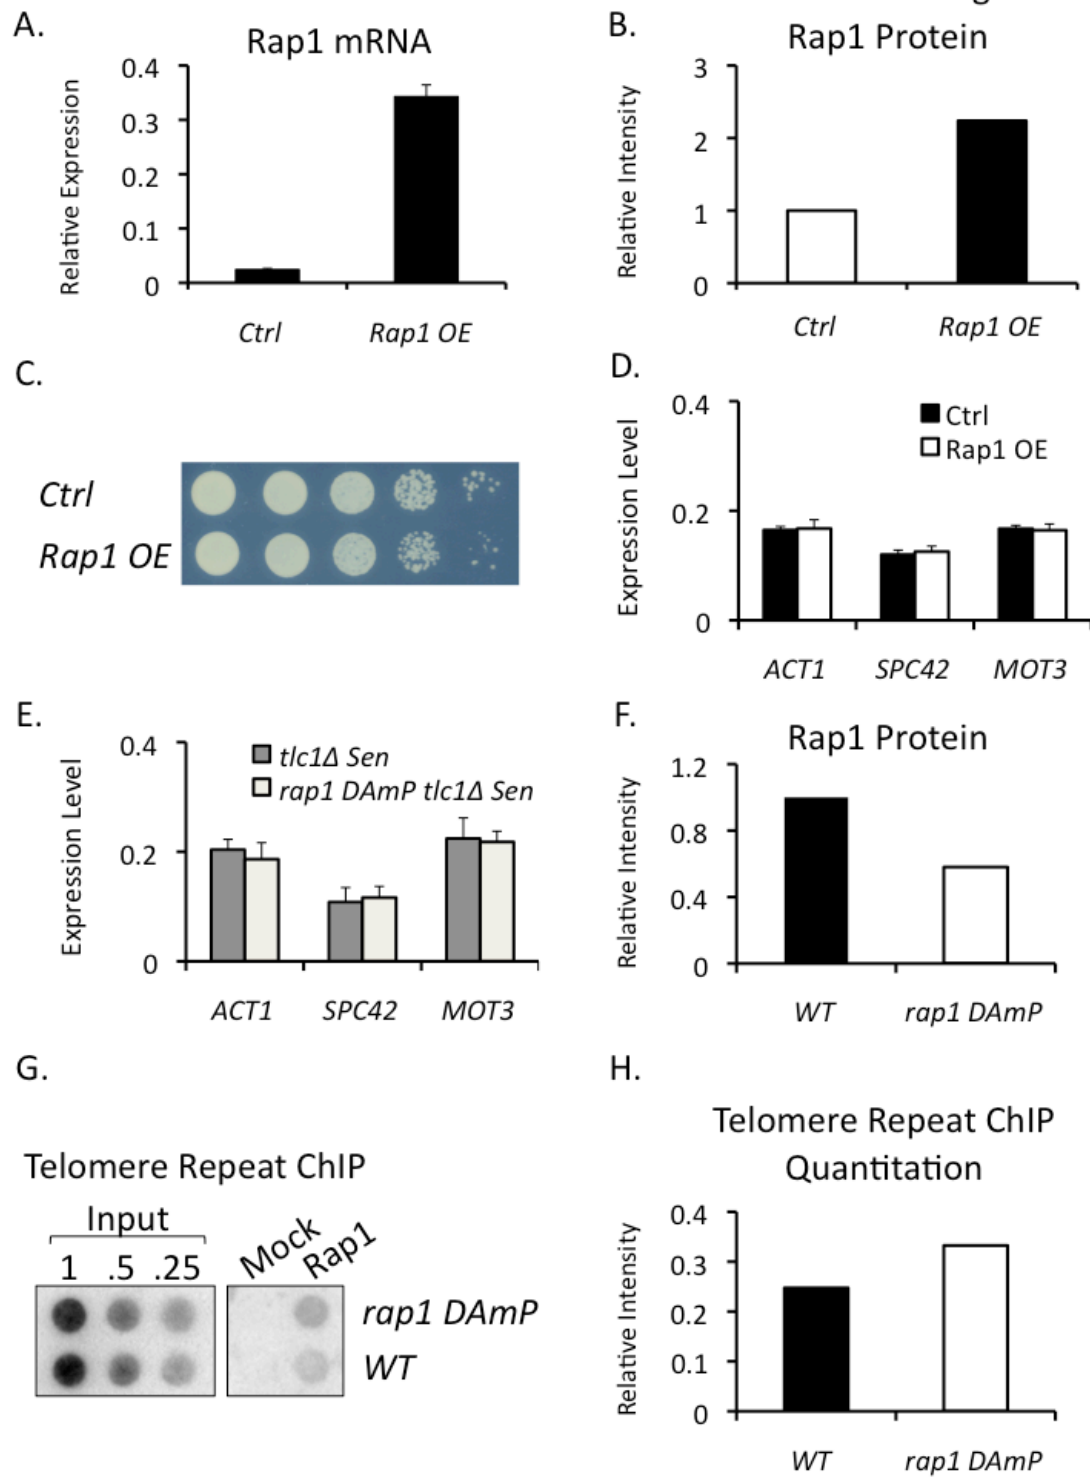 A.
Rap1 mRNA
Relative Expression
0.4
0.3
0.2
0.1
0
Ctrl
Rap1 OE
B.
Rap1 Protein
Relative Intensity
3
2
1
0
Ctrl
Rap1 OE
C.
Ctrl
Rap1 OE
D.
Expression Level
0.4
0.2
0
Ctrl
Rap1 OE
ACT1 SPC42 MOT3
E.
Expression Level
0.4
0.2
0
tlc1Δ Sen
rap1 DAmP tlc1Δ Sen
ACT1 SPC42 MOT3
F.
Rap1 Protein
Relative Intensity
1.2
0.8
0.4
0
WT
rap1 DAmP
G.
Telomere Repeat ChIP
Input
1 .5 .25
Mock
Rap1
rap1 DAmP
WT
H.
Telomere Repeat ChIP
Quantitation
Relative Intensity
0.4
0.3
0.2
0.1
0
WT
rap1 DAmP